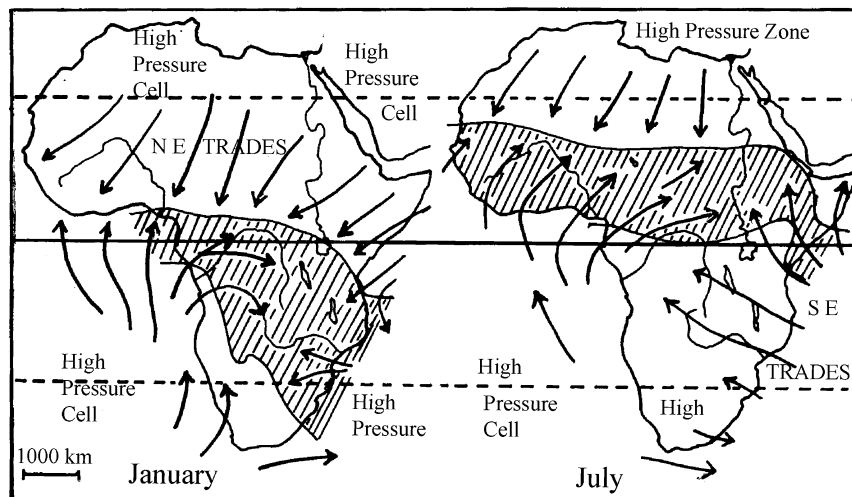 High
Pressure
Cell
High
Pressure
Cell
N E TRADES
High
Pressure
Cell
High
Pressure
1000 km
January
High Pressure Zone
S E
TRADES
High
Pressure
Cell
High
July